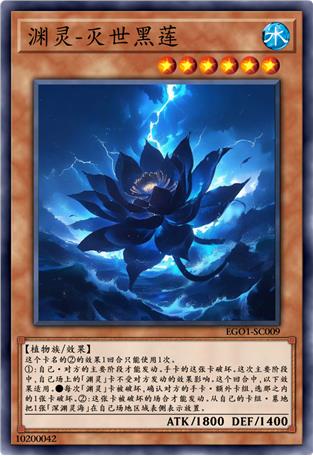 渊灵-灭世黑莲
水
EGO1-SC009
【植物族/效果】
这个卡名的②的效果1回合只能使用1次。
①：自己·对方的主要阶段才能发动。手卡的这张卡破坏。这次主要阶段
中，自己场上的「渊灵」卡不受对方发动的效果影响。这个回合中，以下效
果适用。●每次「渊灵」卡被破坏，确认对方的手卡·额外卡组，选那之内
的1张卡破坏。②：这张卡被破坏的场合才能发动。从自己的卡组·墓地
把1张「深渊灵海」在自己场地区域表侧表示放置。
ATK/1800 DEF/1400
10200042